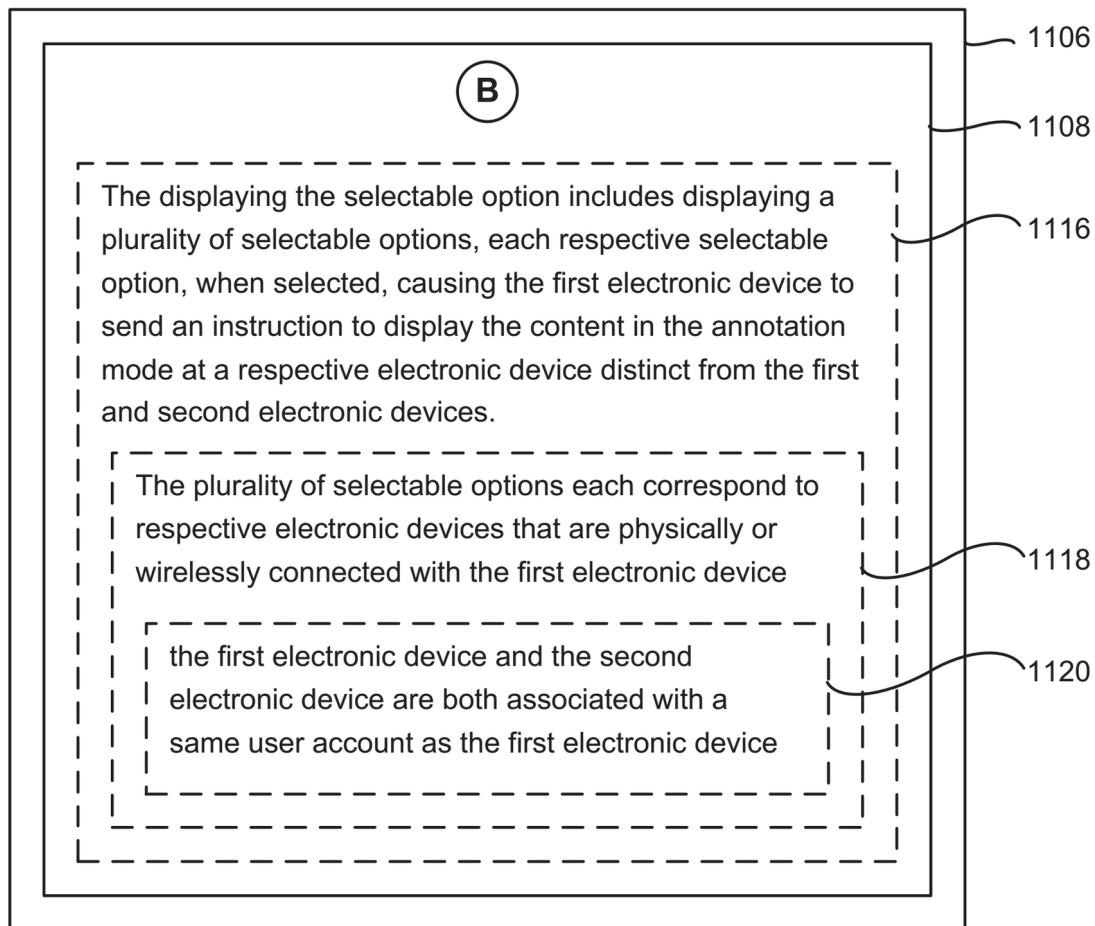 1106
B
1108
The displaying the selectable option includes displaying a
plurality of selectable options, each respective selectable
1116
option, when selected, causing the first electronic device to
send an instruction to display the content in the annotation
mode at a respective electronic device distinct from the first
and second electronic devices.
The plurality of selectable options each correspond to
respective electronic devices that are physically or
1118
wirelessly connected with the first electronic device
the first electronic device and the second
1120
electronic device are both associated with a
same user account as the first electronic device